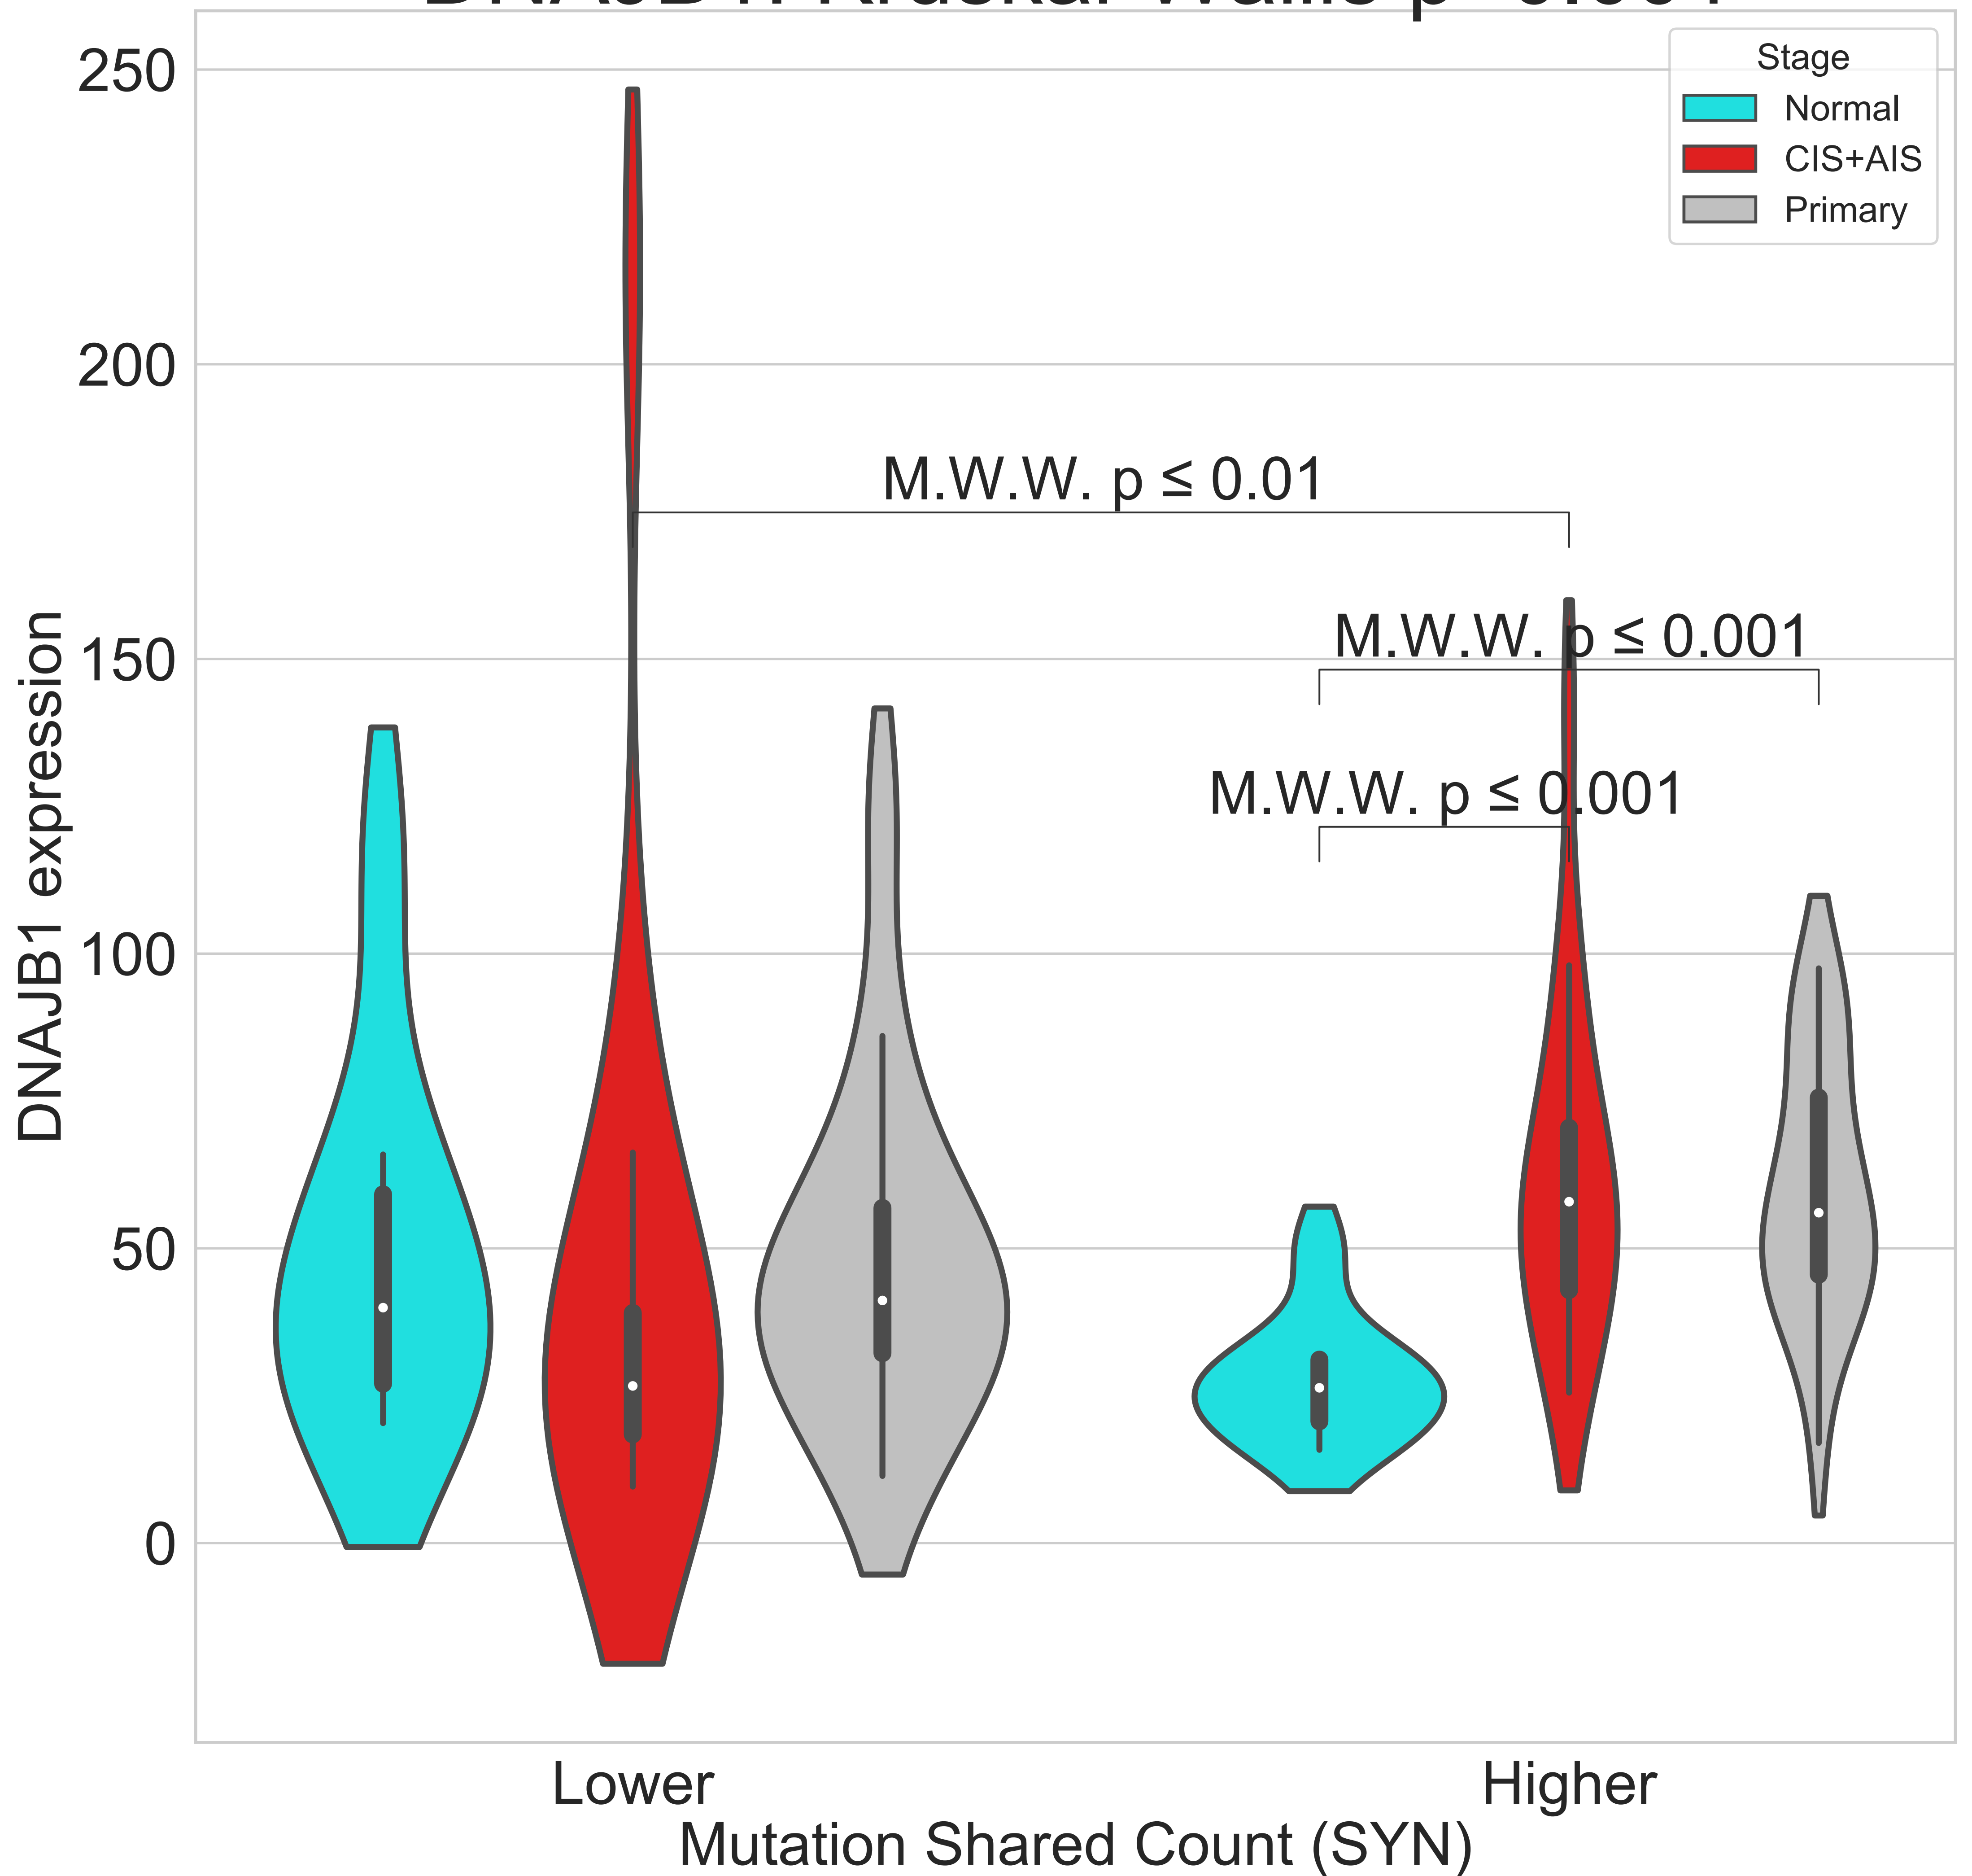 250
Stage
Normal
CIS+AIS
Primary
200
M.W.W. p ≤ 0.01
150
M.W.W. p ≤ 0.001
M.W.W. p ≤ 0.001
DNAJB1 expression
100
50
0
Lower
Higher
Mutation Shared Count (SYN)